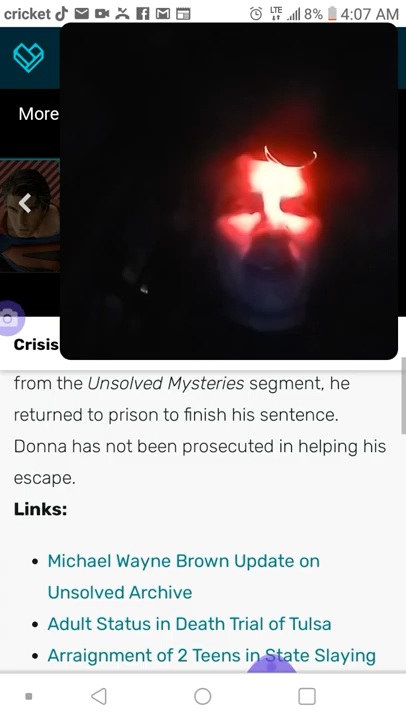 cricket LTE 8% 4:07 AM
More
Crisis
from the Unsolved Mysteries segment, he
returned to prison to finish his sentence.
Donna has not been prosecuted in helping his
escape.
Links:
• Michael Wayne Brown Update on
Unsolved Archive
• Adult Status in Death Trial of Tulsa
• Arraignment of 2 Teens in State Slaying